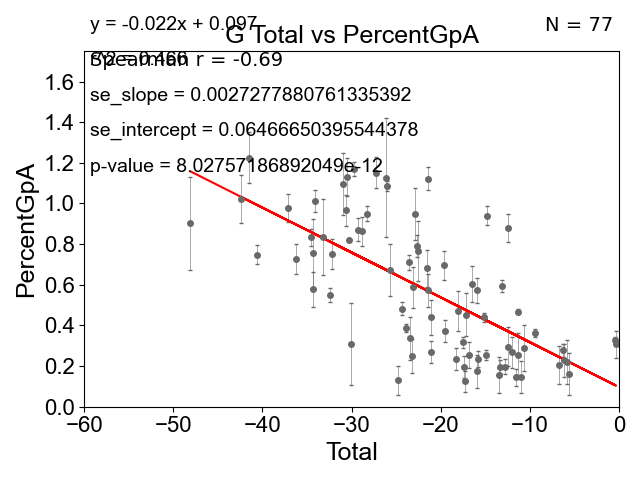 y = -0.022x + 0.097
N = 77
G Total vs PercentGpA
Spearman r = -0.69
se_slope = 0.0027277880761335392
se_intercept = 0.06466650395544378
p-value = 8.02757186892049e-12
PercentGpA
1.6
1.4
1.2
1.0
0.8
0.6
0.4
0.2
0.0
−60 −50 −40 −30 −20 −10 0
Total